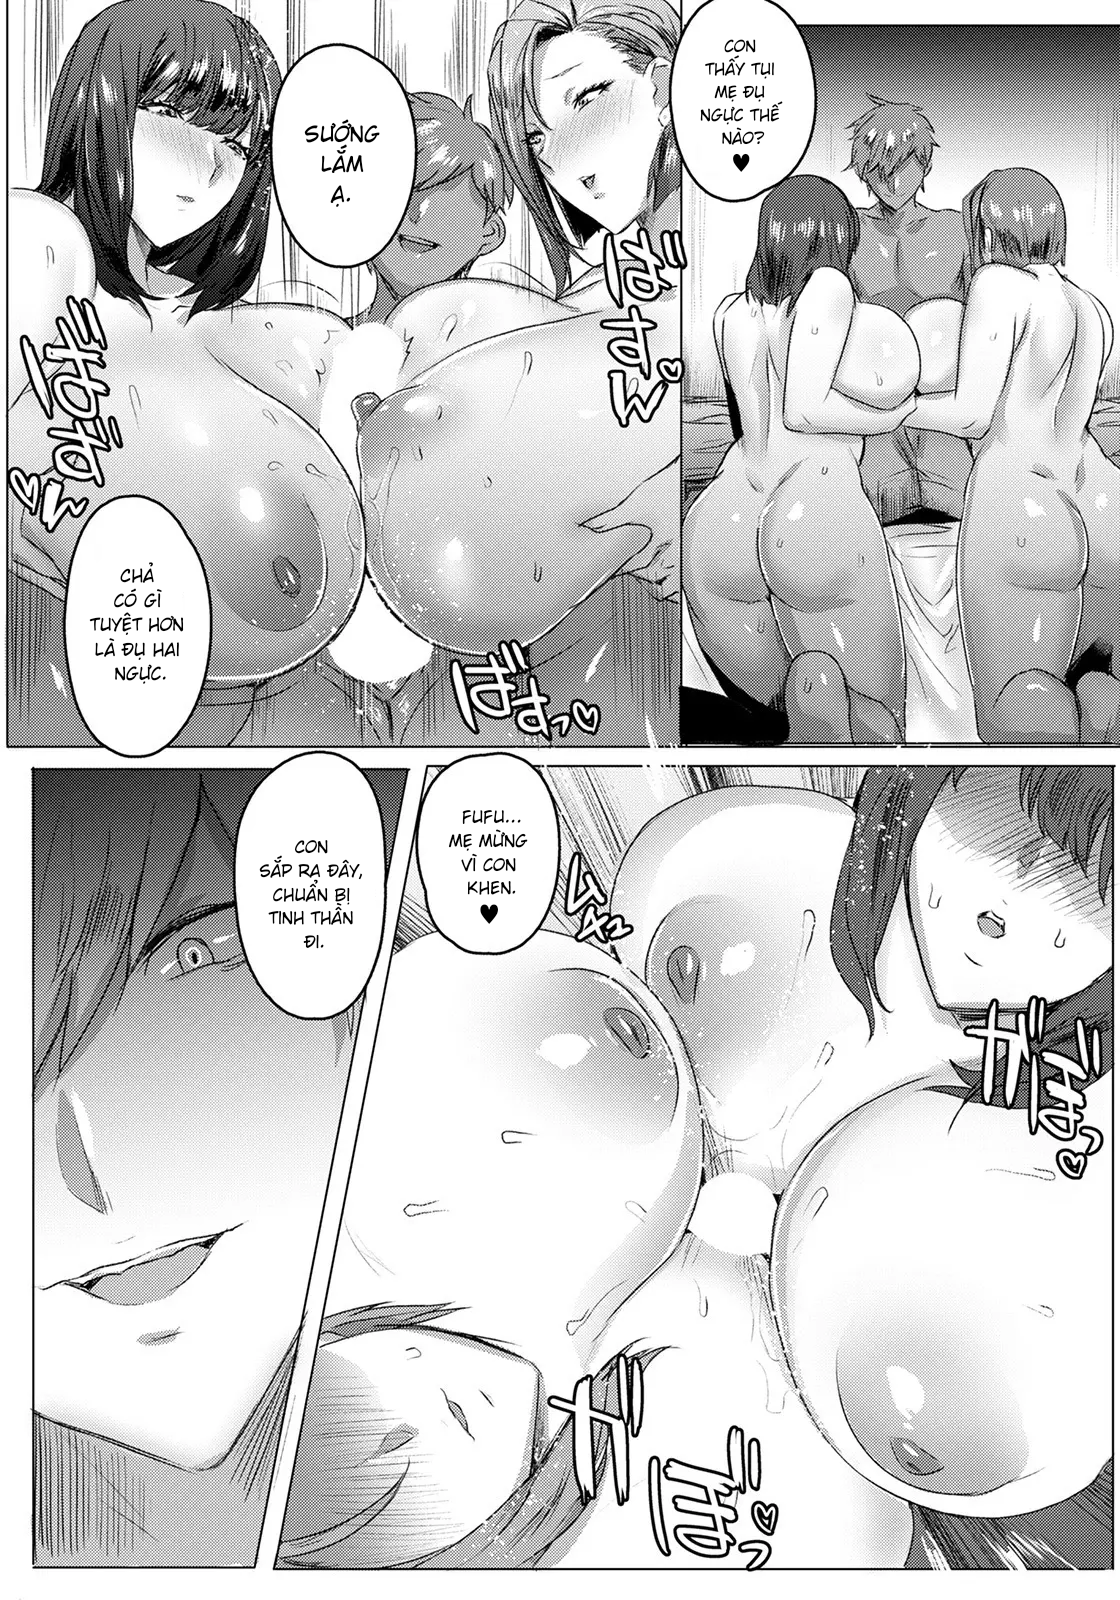 CON
THẤY TỤI
MẸ ĐỤ
NGỰC THẾ
NÀO?
♥
SƯỚNG
LẮM
Ạ.
CHẢ
CÓ GÌ
TUYỆT HƠN
LÀ ĐỤ HAI
NGỰC.
FUFU...
MẸ MỪNG
VÌ CON
KHEN.
♥
CON
SẮP RA ĐÂY,
CHUẨN BỊ
TINH THẦN
ĐI.